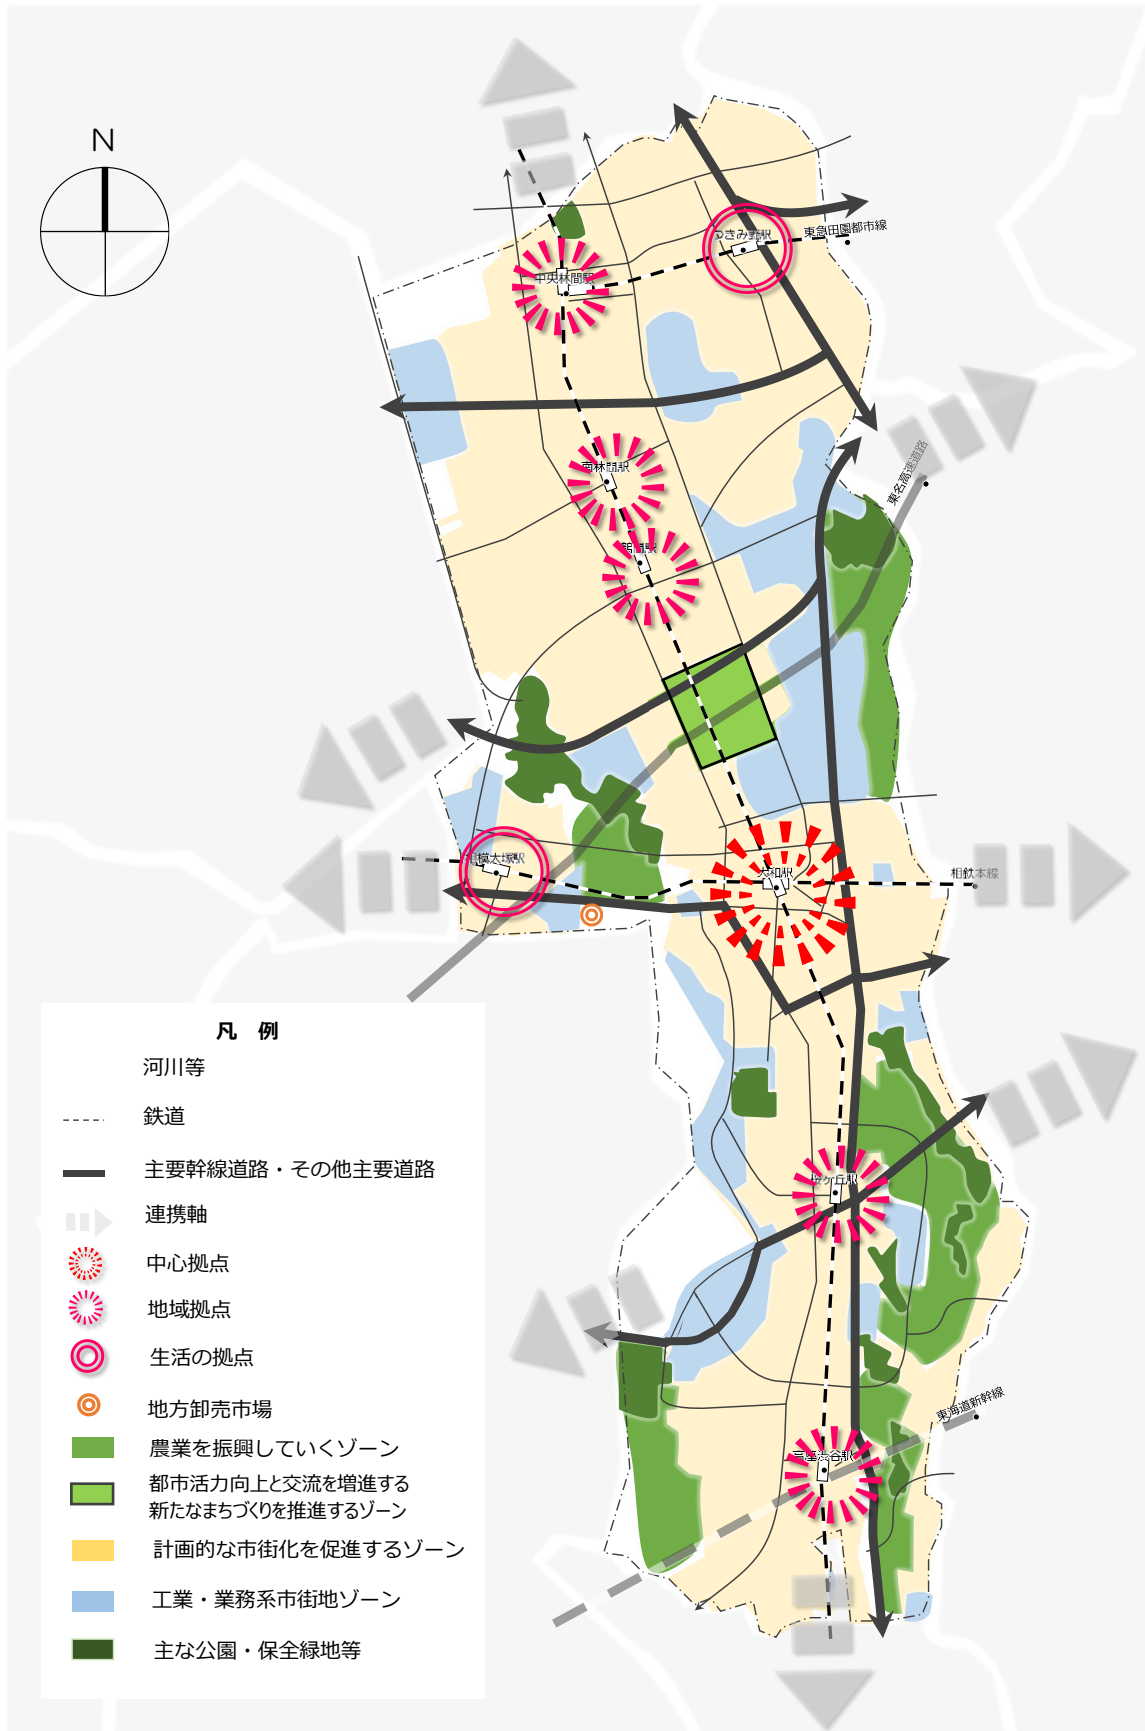 N
つきみ野駅
東急田園都市線
中央林間駅
南林間駅
鶴間駅
東名高速道路
相模大塚駅
大和駅
相鉄本線
桜ケ丘駅
東海道新幹線
高座渋谷駅
凡 例
河川等
鉄道
主要幹線道路・その他主要道路
連携軸
中心拠点
地域拠点
生活の拠点
地方卸売市場
農業を振興していくゾーン
都市活力向上と交流を増進する
新たなまちづくりを推進するゾーン
計画的な市街化を促進するゾーン
工業・業務系市街地ゾーン
主な公園・保全緑地等